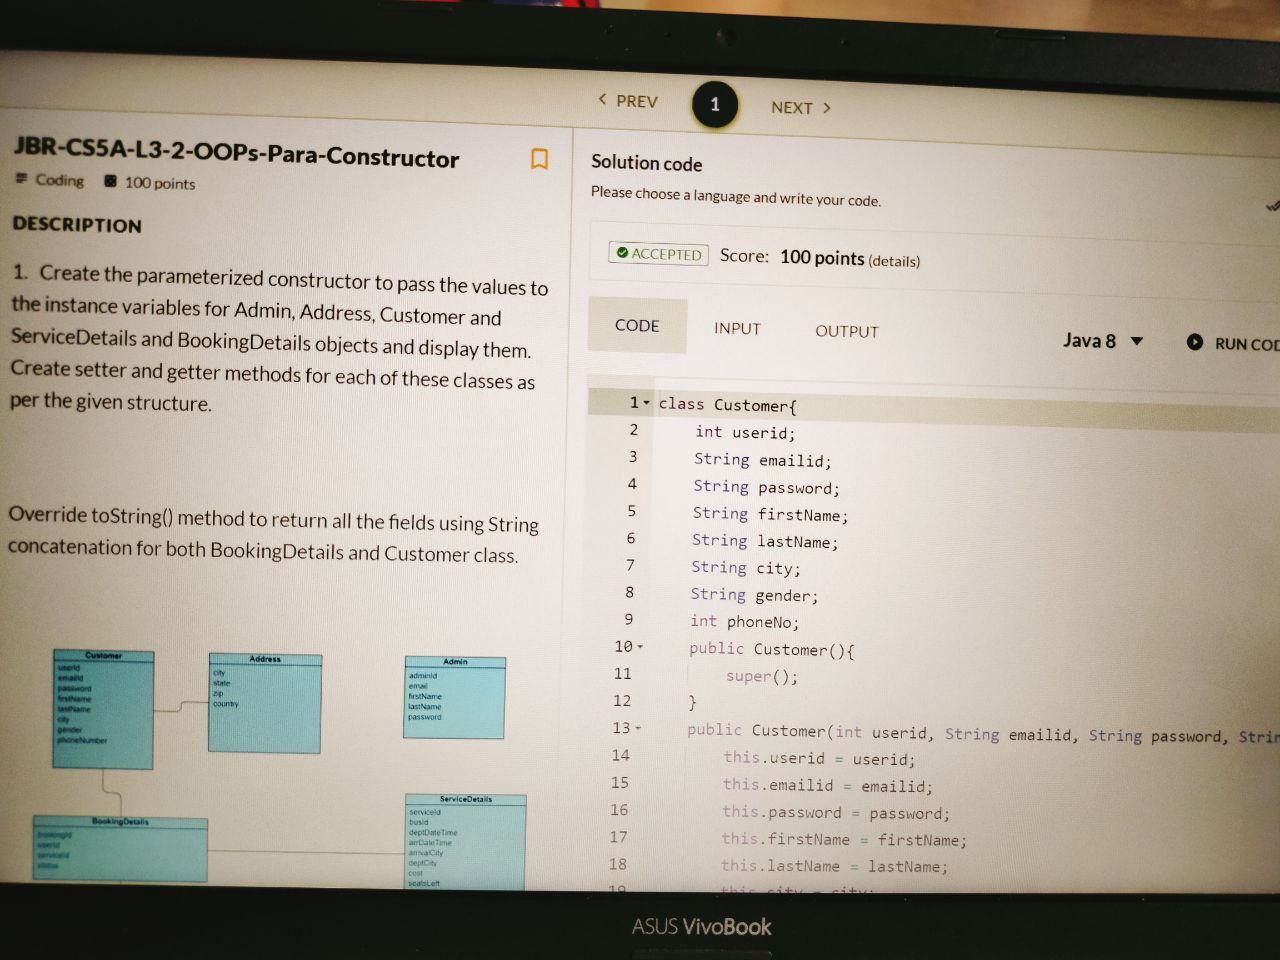 PREV
1
NEXT
JBR-CS5A-L3-2-OOPs-Para-Constructor
Coding
100 points
DESCRIPTION
1. Create the parameterized constructor to pass the values to
the instance variables for Admin, Address, Customer and
ServiceDetails and BookingDetails objects and display them.
Create setter and getter methods for each of these classes as
per the given structure.
Override toString() method to return all the fields using String
concatenation for both BookingDetails and Customer class.
Customer
userid
emailid
password
firstName
lastName
city
gender
phoneNumber
Address
city
state
zip
country
Admin
adminId
email
firstName
lastName
password
BookingDetails
bookingId
userid
serviceId
status
ServiceDetails
serviceId
busId
deptDateTime
arrDateTime
arrivalCity
deptCity
cost
seatsLeft
Solution code
Please choose a language and write your code.
ACCEPTED
Score: 100 points (details)
CODE
INPUT
OUTPUT
Java 8
RUN COD
1 class Customer{
2 int userid;
3 String emailid;
4 String password;
5 String firstName;
6 String lastName;
7 String city;
8 String gender;
9 int phoneNo;
10 public Customer(){
11 super();
12 }
13 public Customer(int userid, String emailid, String password, Strin
14 this.userid = userid;
15 this.emailid = emailid;
16 this.password = password;
17 this.firstName = firstName;
18 this.lastName = lastName;
19 this.city = city;
ASUS VivoBook